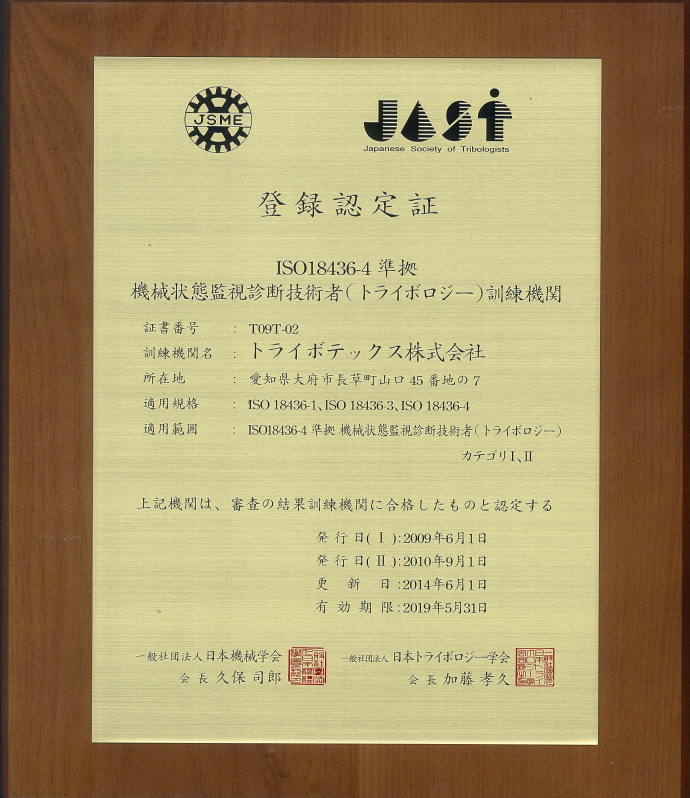 JSME
JAST
Japanese Society of Tribologists
登録認定証
ISO18436-4 準拠
機械状態監視診断技術者(トライボロジー)訓練機関
証書番号 : T09T-02
訓練機関名 : トライボテックス株式会社
所在地 : 愛知県大府市長草町山口 45 番地の 7
適用規格 : ISO 18436-1、ISO 18436-3、ISO 18436-4
適用範囲 : ISO18436-4 準拠 機械状態監視診断技術者(トライボロジー)
カテゴリⅠ、Ⅱ
上記機関は、審査の結果訓練機関に合格したものと認定する
発行日(Ⅰ):2009年6月1日
発行日(Ⅱ):2010年9月1日
更新日:2014年6月1日
有効期限:2019年5月31日
一般社団法人 日本機械学会
会長 久保司郎
一般社団法人 日本トライボロジー学会
会長 加藤孝久